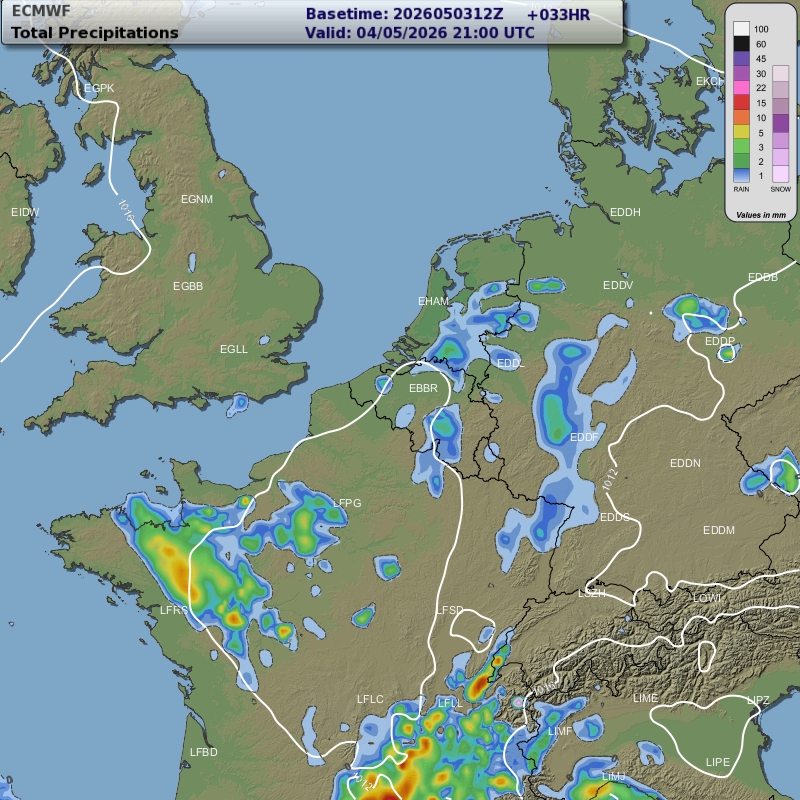 ECMWF
Basetime: 2026050312Z +033HR
Total Precipitations
Valid: 04/05/2026 21:00 UTC
100
60
45
30
22
15
10
5
3
2
1
RAIN
SNOW
Values in mm
EGPK
EKCH
EIDW
EGNM
1016
EDDH
EGBB
EDDV
EDDB
EHAM
EGLL
EDDP
EDDL
EBBR
EDDF
EDDN
1012
LFPG
EDDS
EDDM
LFRS
LFSD
LSZH
LOWI
1016
LFLC
LFLL
LIME
LIPZ
LIMF
LFBD
LIPE
LIMJ
1012